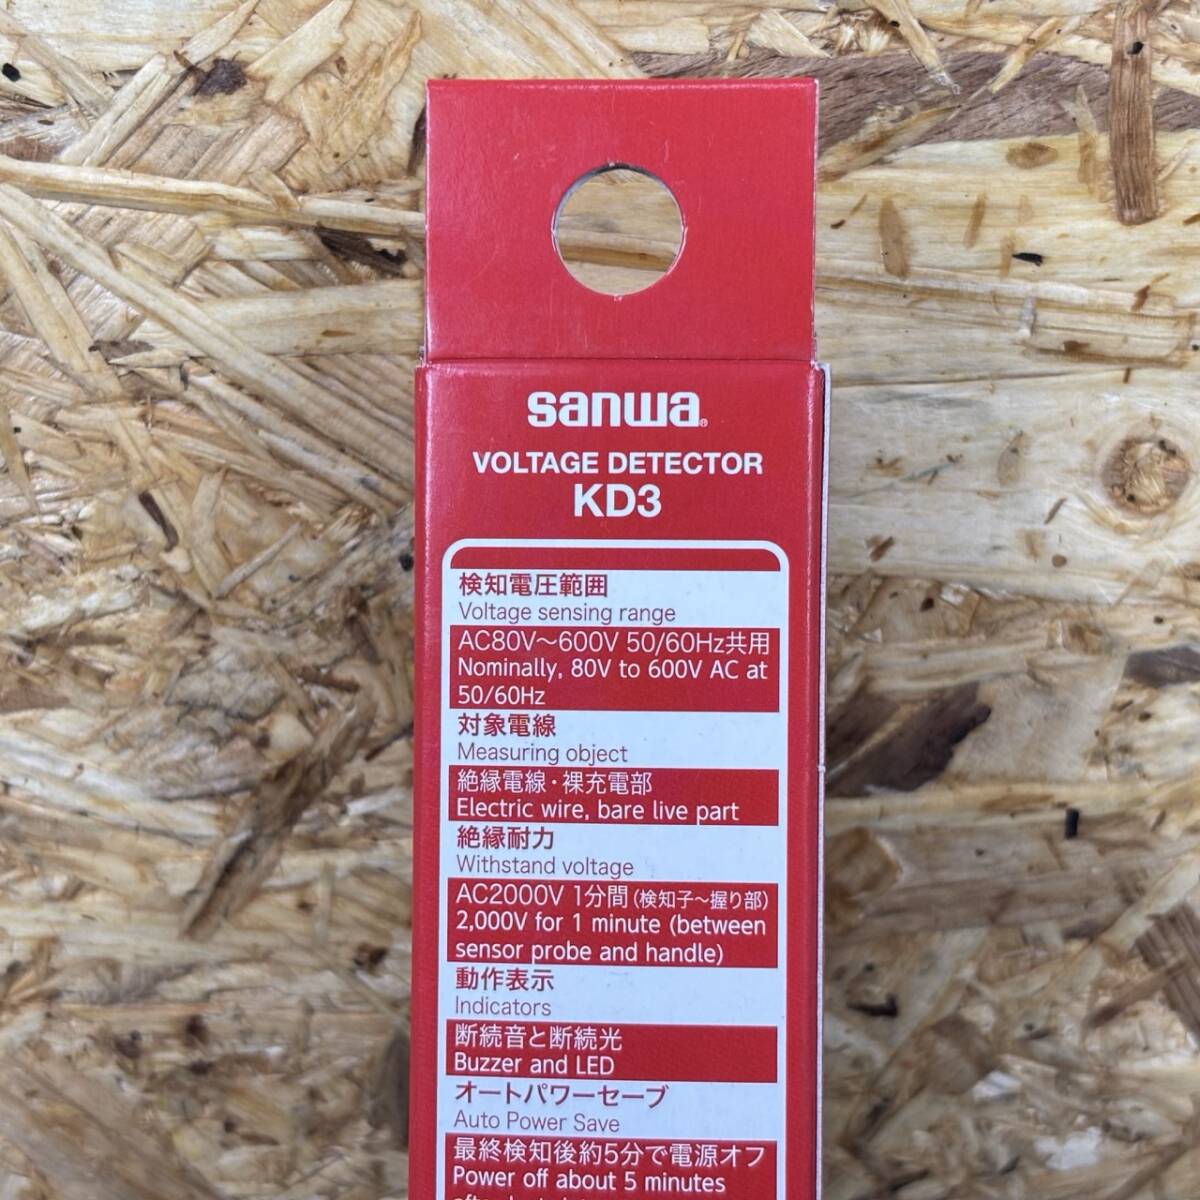 sanwa®
VOLTAGE DETECTOR
KD3
検知電圧範囲
Voltage sensing range
AC80V～600V 50/60Hz共用
Nominally, 80V to 600V AC at
50/60Hz
対象電線
Measuring object
絶縁電線・裸充電部
Electric wire, bare live part
絶縁耐力
Withstand voltage
AC2000V 1分間（検知子～握り部）
2,000V for 1 minute (between
sensor probe and handle)
動作表示
Indicators
断続音と断続光
Buzzer and LED
オートパワーセーブ
Auto Power Save
最終検知後約5分で電源オフ
Power off about 5 minutes